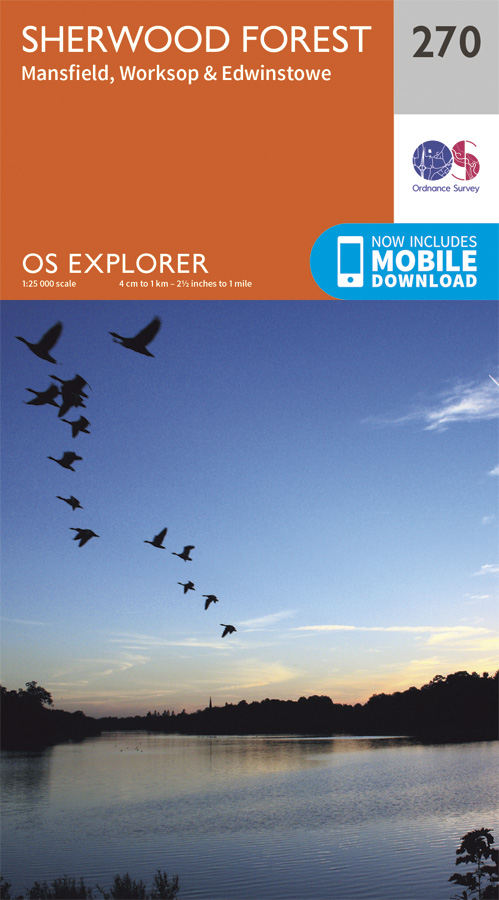 SHERWOOD FOREST
Mansfield, Worksop & Edwinstowe
270
OS
Ordnance Survey
NOW INCLUDES
MOBILE
DOWNLOAD
OS EXPLORER
1:25 000 scale 4 cm to 1 km – 2½ inches to 1 mile